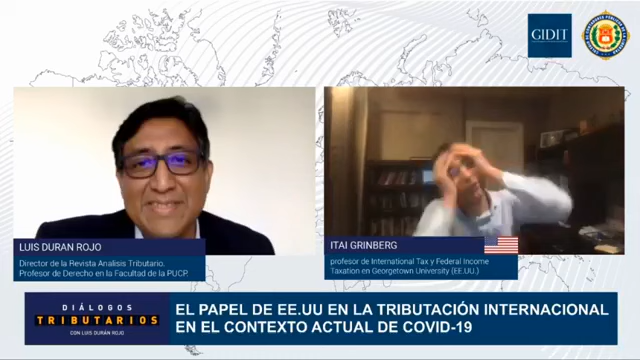 GIDIT
LUIS DURAN ROJO
Director de la Revista Analisis Tributario.
Profesor de Derecho en la Facultad de la PUCP.
ITAI GRINBERG
profesor de International Tax y Federal Income
Taxation en Georgetown University (EE.UU.)
DIÁLOGOS
TRIBUTARIOS
CON LUIS DURÁN ROJO
EL PAPEL DE EE.UU EN LA TRIBUTACIÓN INTERNACIONAL
EN EL CONTEXTO ACTUAL DE COVID-19